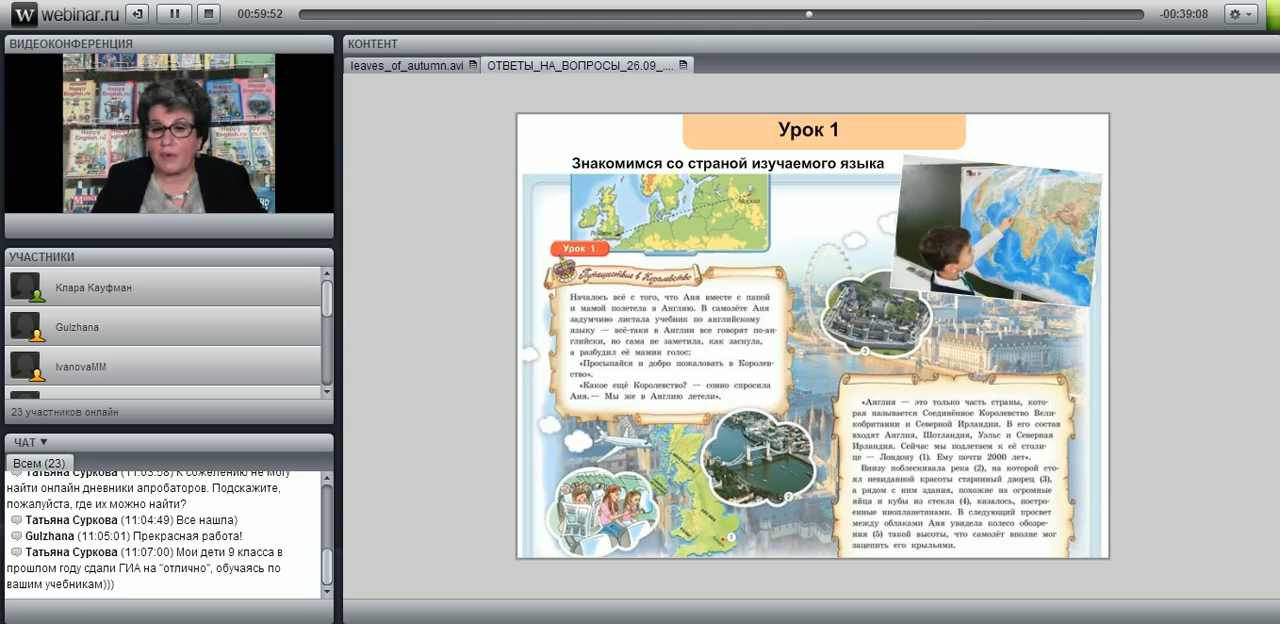 webinar.ru
00:59:52
-00:39:08
ВИДЕОКОНФЕРЕНЦИЯ
УЧАСТНИКИ
Клара Кауфман
Gulzhana
IvanovaMM
23 участников онлайн
ЧАТ
Всем (23)
Татьяна Суркова (11:03:58) К сожелению не могу
найти онлайн дневники апробаторов. Подскажите,
пожалуйста, где их можно найти?
Татьяна Суркова (11:04:49) Все нашла)
Gulzhana (11:05:01) Прекрасная работа!
Татьяна Суркова (11:07:00) Мои дети 9 класса в
прошлом году сдали ГИА на "отлично", обучаясь по
вашим учебникам)))
КОНТЕНТ
leaves_of_autumn.avi
ОТВЕТЫ_НА_ВОПРОСЫ_26.09_....
Урок 1
Знакомимся со страной изучаемого языка
Москва
Лондон
Урок 1
Путешествие в Королевство
Началось всё с того, что Аня вместе с папой
и мамой полетела в Англию. В самолёте Аня
задумчиво листала учебник по английскому
языку — всё-таки в Англии все говорят по-ан-
глийски, но сама не заметила, как заснула,
а разбудил её мамин голос:
«Просыпайся и добро пожаловать в Королев-
ство».
«Какое ещё Королевство? — сонно спросила
Аня.— Мы же в Англию летели».
3
2
1
«Англия — это только часть страны, кото-
рая называется Соединённое Королевство Вели-
кобритании и Северной Ирландии. В его состав
входят Англия, Шотландия, Уэльс и Северная
Ирландия. Сейчас мы подлетаем к её столи-
це — Лондону (1). Ему почти 2000 лет».
Внизу поблескивала река (2), на которой сто-
ял невиданной красоты старинный дворец (3),
а рядом с ним здания, похожие на огромные
яйца и кубы из стекла (4), казалось, постро-
енные инопланетянами. В следующий просвет
между облаками Аня увидела колесо обозре-
ния (5) такой высоты, что самолёт вполне мог
зацепить его крыльями.